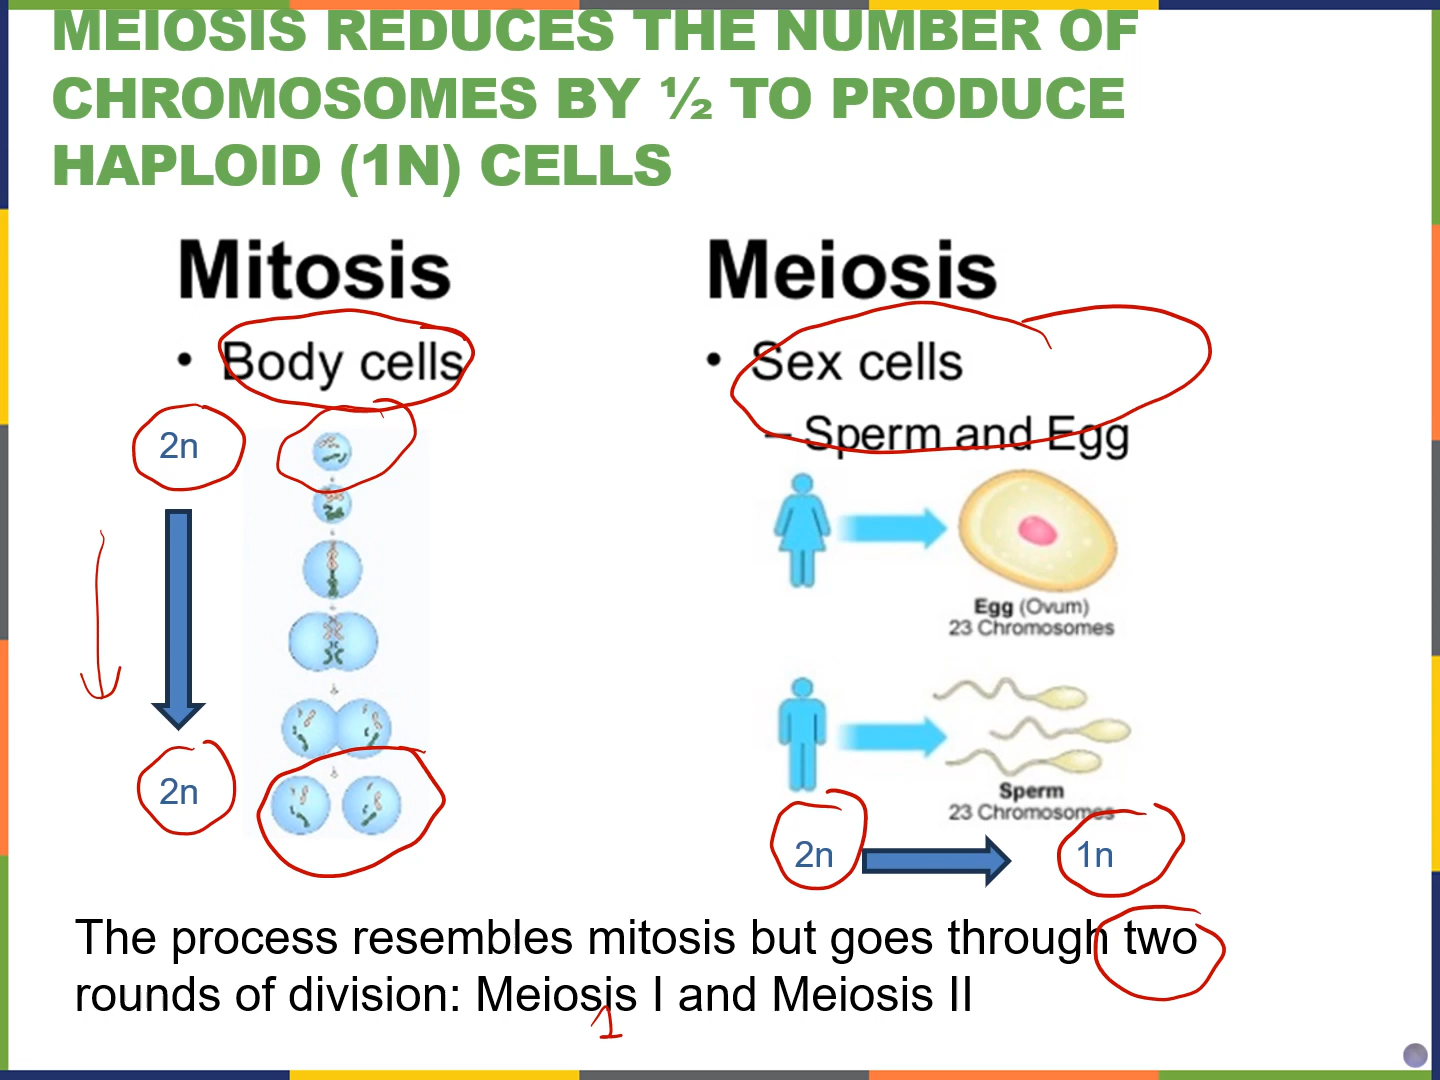 MEIOSIS REDUCES THE NUMBER OF
CHROMOSOMES BY ½ TO PRODUCE
HAPLOID (1N) CELLS
Mitosis
• Body cells
2n
2n
Meiosis
• Sex cells
– Sperm and Egg
Egg (Ovum)
23 Chromosomes
Sperm
23 Chromosomes
2n
1n
The process resembles mitosis but goes through two
rounds of division: Meiosis I and Meiosis II
1